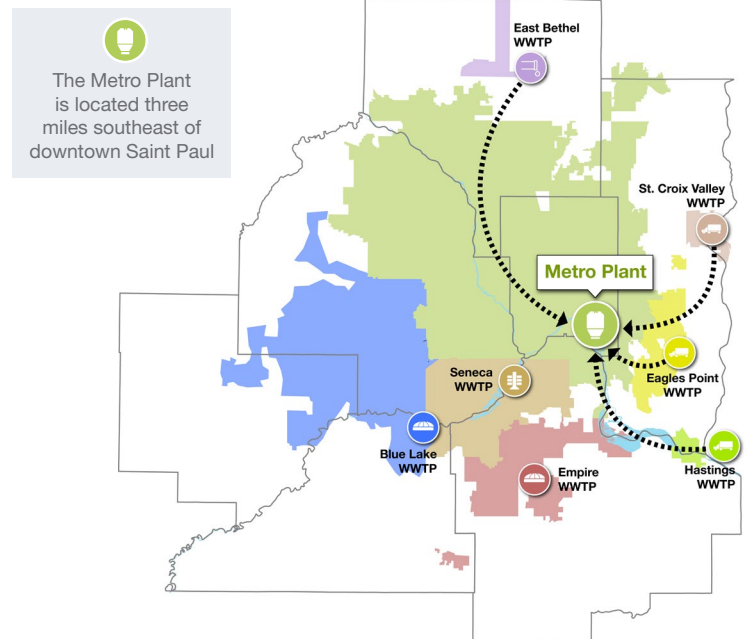 The Metro Plant
is located three
miles southeast of
downtown Saint Paul
East Bethel
WWTP
St. Croix Valley
WWTP
Metro Plant
Seneca
WWTP
Eagles Point
WWTP
Blue Lake
WWTP
Empire
WWTP
Hastings
WWTP